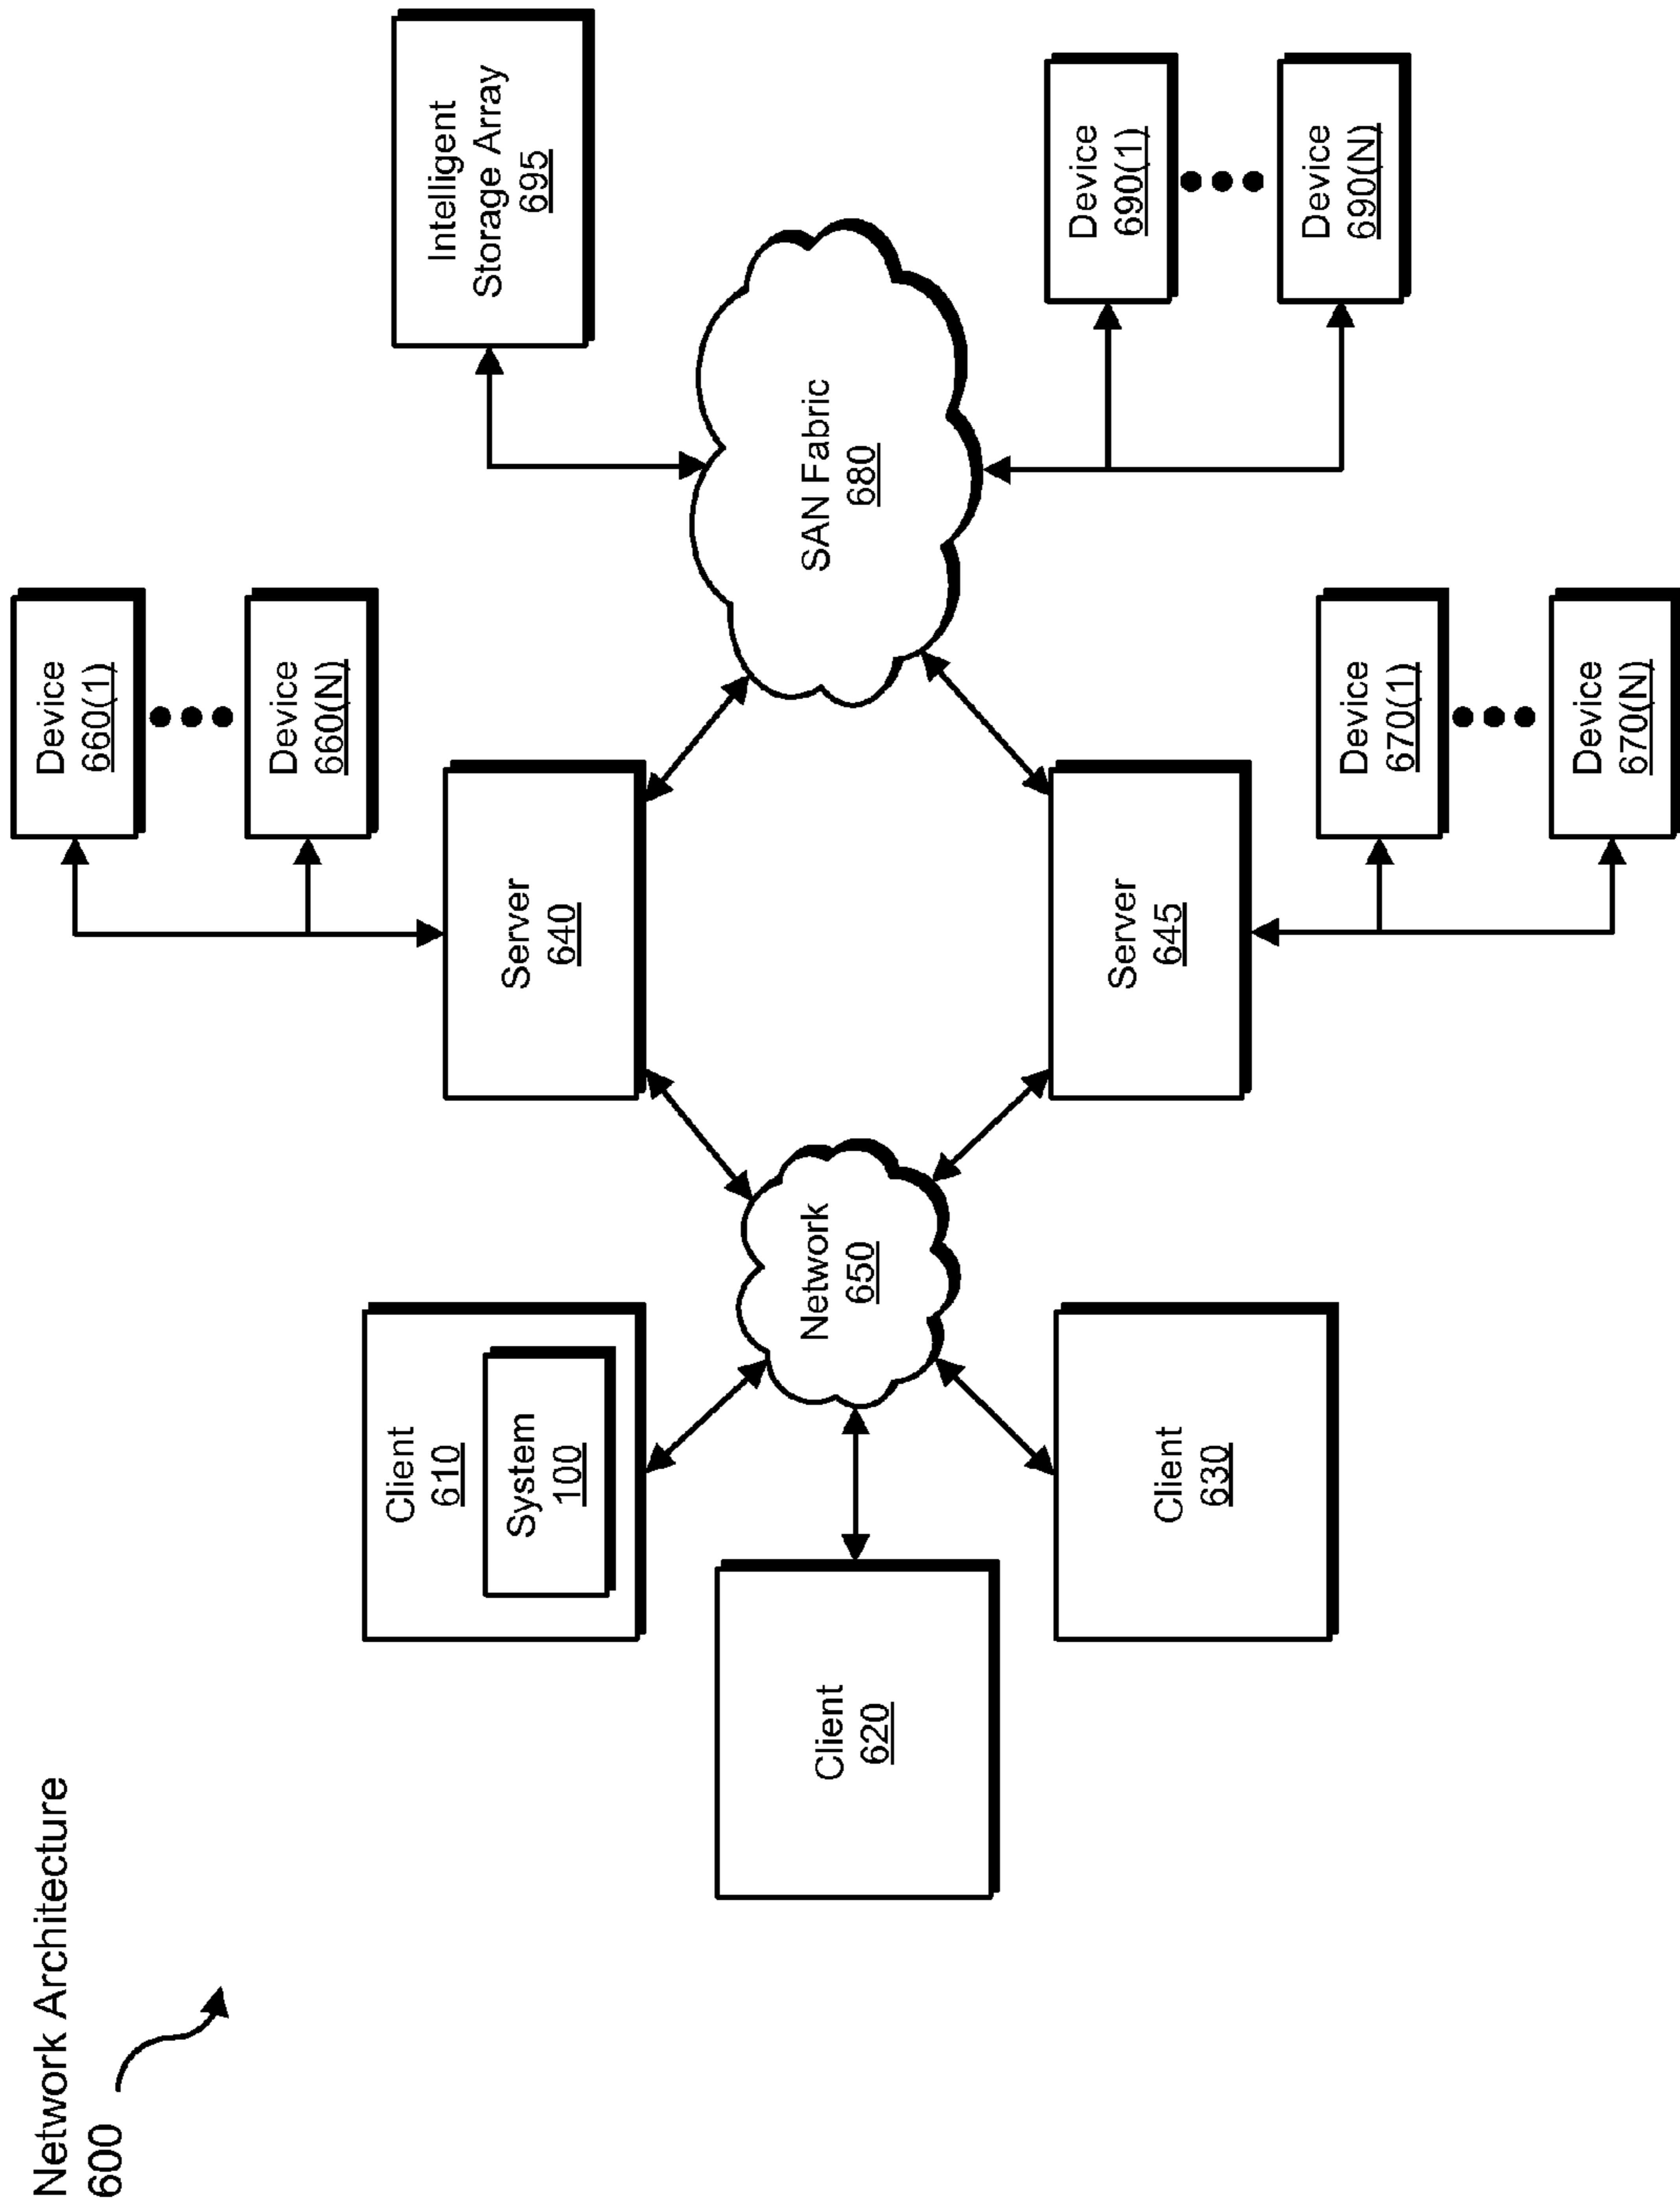 Network Architecture
600
Client
610
System
100
Client
620
Client
630
Network
650
Device
660(1)
Device
660(N)
Server
640
Server
645
Device
670(1)
Device
670(N)
SAN Fabric
680
Intelligent
Storage Array
695
Device
690(1)
Device
690(N)